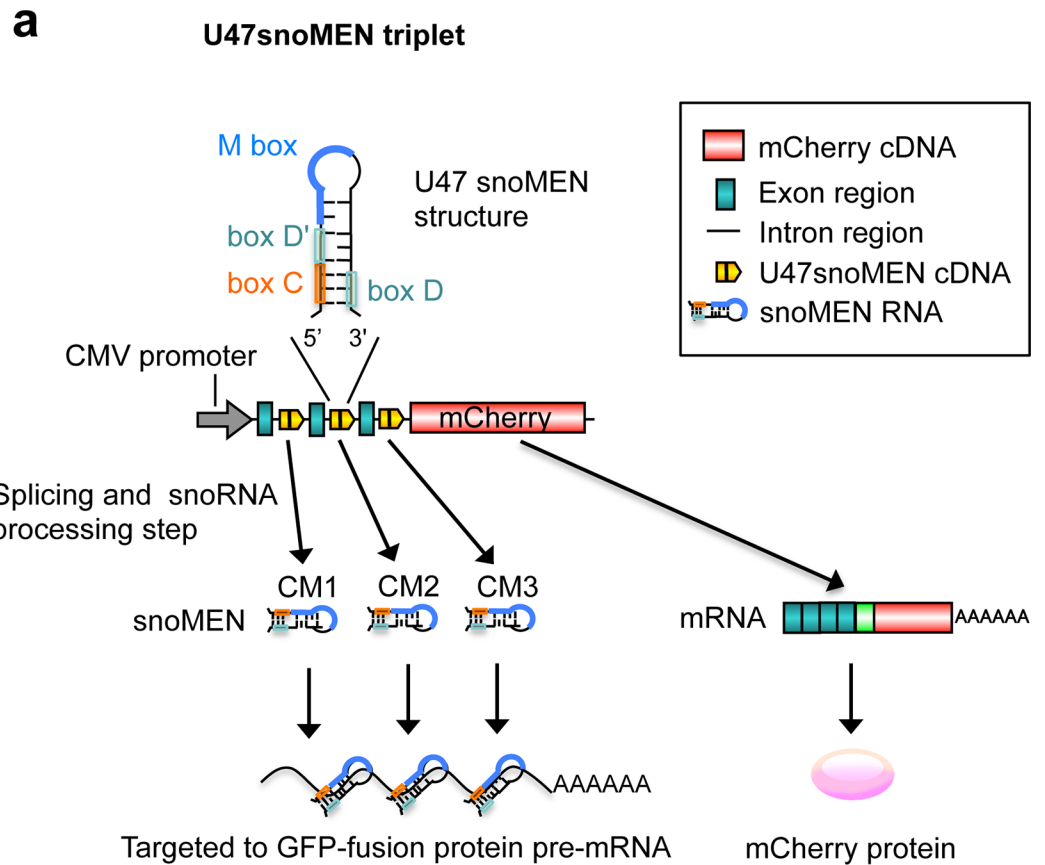 a
U47snoMEN triplet
M box
U47 snoMEN
structure
box D'
box C
box D
5’ 3'
CMV promoter
mCherry
mCherry cDNA
Exon region
Intron region
U47snoMEN cDNA
snoMEN RNA
Splicing and snoRNA
processing step
CM1 CM2 CM3
snoMEN
mRNA
AAAAAA
AAAAAA
Targeted to GFP-fusion protein pre-mRNA
mCherry protein